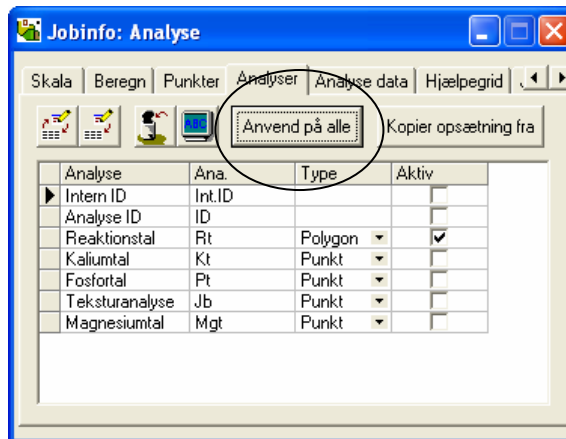 Jobinfo: Analyse
Skala Beregn Punkter Analyser Analyse data Hjælpegrid
ABC Anvend på alle Kopier opsætning fra
Analyse Ana. Type Aktiv
Intern ID Int.ID
Analyse ID ID
Reaktionstal Rt Polygon
Kaliumtal Kt Punkt
Fosfortal Pt Punkt
Teksturanalyse Jb Punkt
Magnesiumtal Mgt Punkt